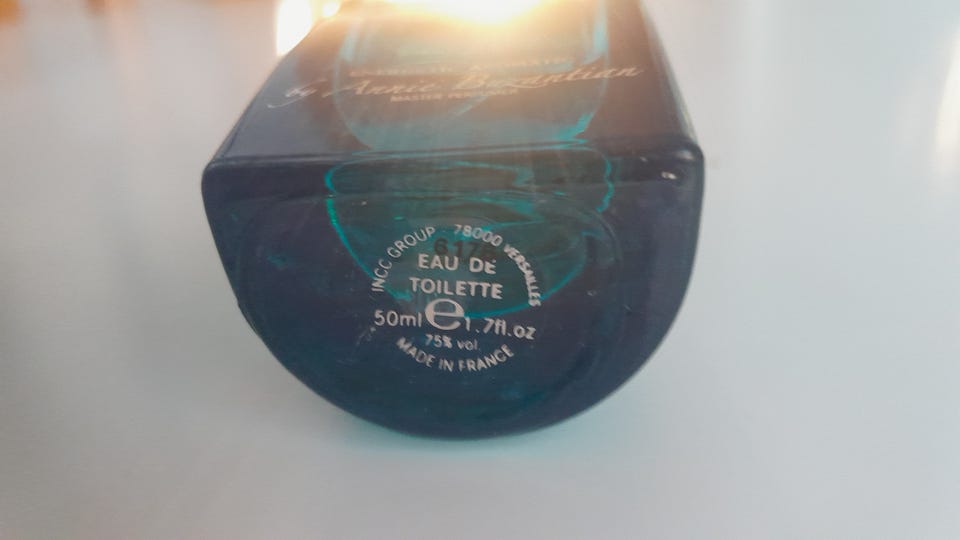 by Annie Buzantian
MASTER PERFUMER
INCC GROUP 78000 VERSAILLES
EAU DE
TOILETTE
50ml e 1.7fl.oz
75% vol.
MADE IN FRANCE